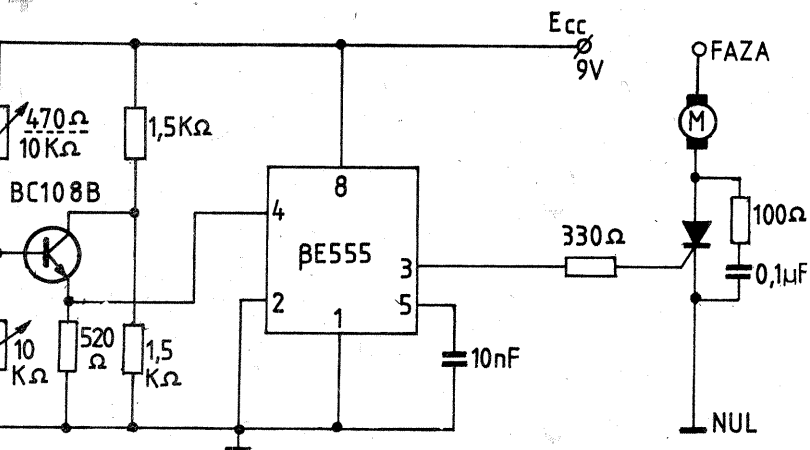 Ecc
9V
FAZA
470Ω
10KΩ
1,5KΩ
M
BC108B
8
4
βE555
3
2
5
1
330Ω
100Ω
0,1μF
10
KΩ
520
Ω
1,5
KΩ
10nF
NUL